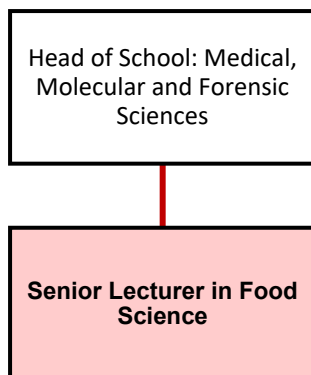 Head of School: Medical,
Molecular and Forensic
Sciences
Senior Lecturer in Food
Science